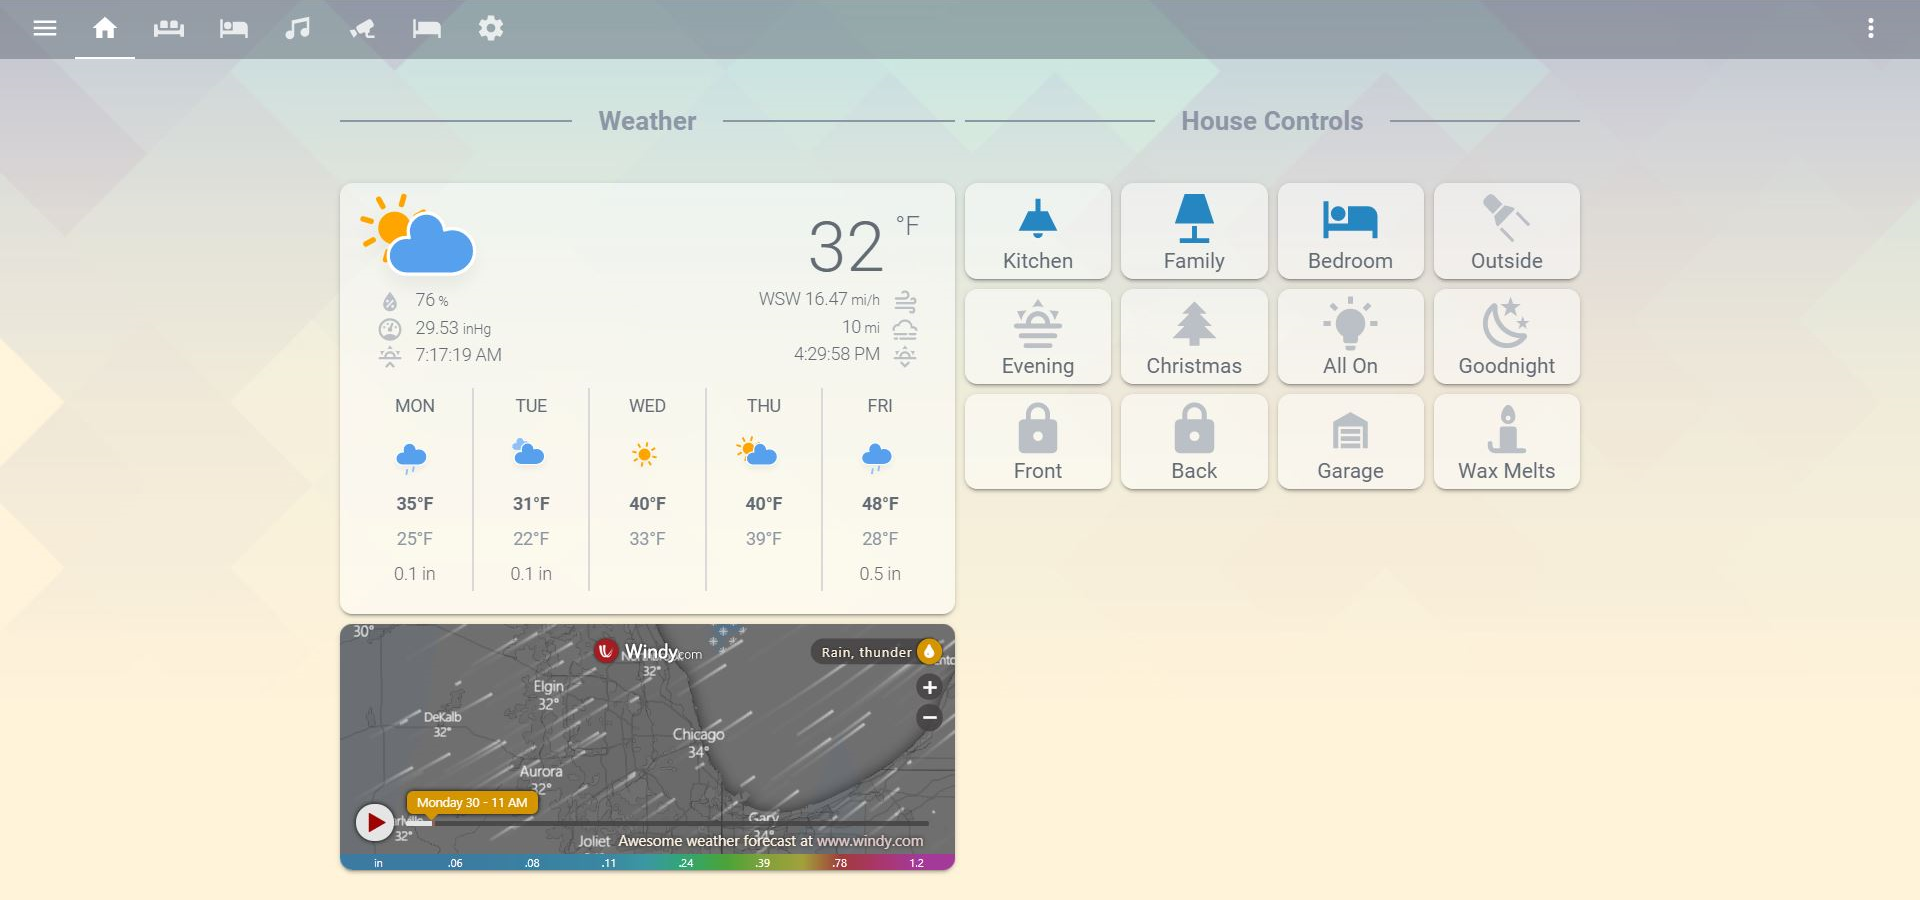 Weather
House Controls
32 °F
76 %
29.53 inHg
7:17:19 AM
WSW 16.47 mi/h
10 mi
4:29:58 PM
MON TUE WED THU FRI
35°F 31°F 40°F 40°F 48°F
25°F 22°F 33°F 39°F 28°F
0.1 in 0.1 in 0.5 in
Kitchen Family Bedroom Outside
Evening Christmas All On Goodnight
Front Back Garage Wax Melts
30°
Windy.com
Rain, thunder
32°
Elgin
32°
DeKalb
32°
Chicago
34°
Aurora
32°
Monday 30 - 11 AM
32°
Gary
34°
Joliet
Awesome weather forecast at www.windy.com
in .06 .08 .11 .24 .39 .78 1.2